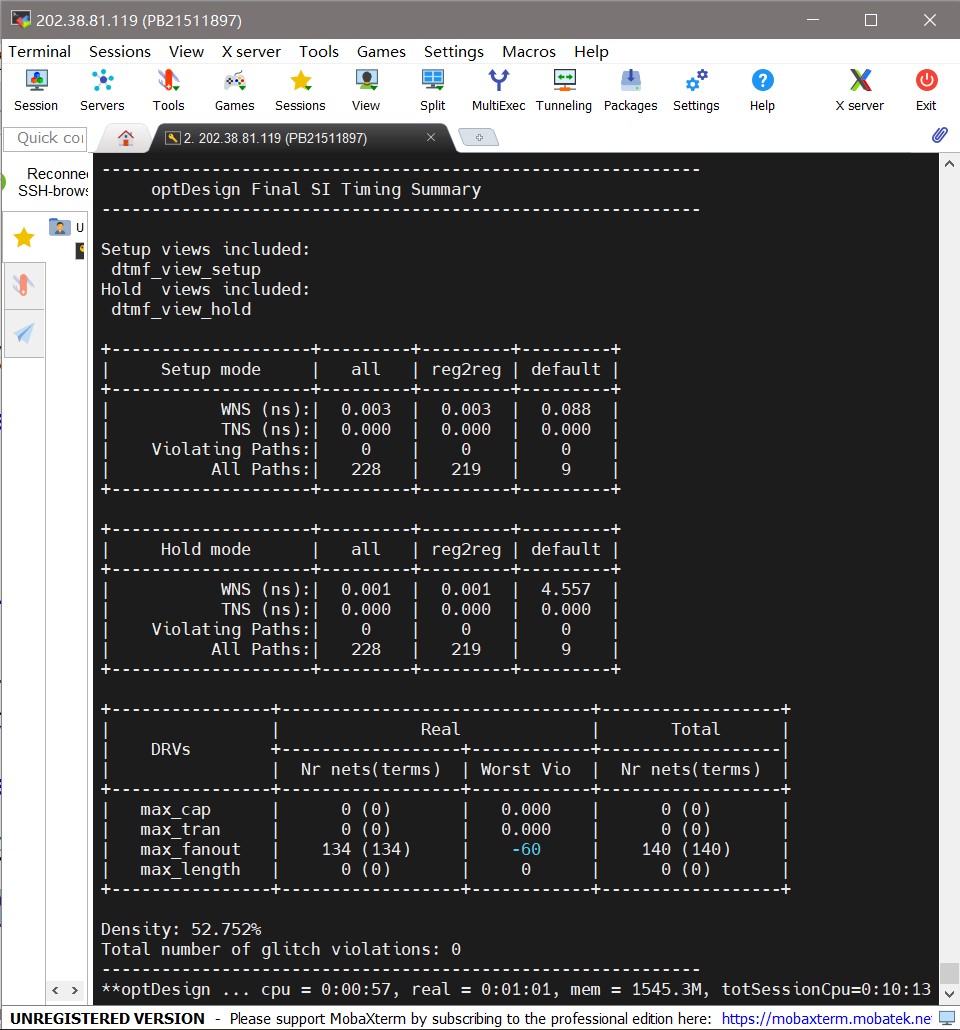 202.38.81.119 (PB21511897)
Terminal Sessions View X server Tools Games Settings Macros Help
Session Servers Tools Games Sessions View Split MultiExec Tunneling Packages Settings Help X server Exit
Quick co
2. 202.38.81.119 (PB21511897)
Reconne
SSH-brows
U
------------------------------------------------------------
     optDesign Final SI Timing Summary
------------------------------------------------------------
Setup views included:
 dtmf_view_setup
Hold  views included:
 dtmf_view_hold
+--------------------+---------+---------+---------+
|     Setup mode     |   all   | reg2reg | default |
+--------------------+---------+---------+---------+
|           WNS (ns):|  0.003  |  0.003  |  0.088  |
|           TNS (ns):|  0.000  |  0.000  |  0.000  |
|    Violating Paths:|    0    |    0    |    0    |
|          All Paths:|   228   |   219   |    9    |
+--------------------+---------+---------+---------+
+--------------------+---------+---------+---------+
|     Hold mode      |   all   | reg2reg | default |
+--------------------+---------+---------+---------+
|           WNS (ns):|  0.001  |  0.001  |  4.557  |
|           TNS (ns):|  0.000  |  0.000  |  0.000  |
|    Violating Paths:|    0    |    0    |    0    |
|          All Paths:|   228   |   219   |    9    |
+--------------------+---------+---------+---------+
+----------------+-------------------------------+------------------+
|                |              Real             |       Total      |
|    DRVs        +------------------+------------+------------------|
|                |  Nr nets(terms)  | Worst Vio  |  Nr nets(terms)  |
+----------------+------------------+------------+------------------+
|   max_cap      |      0 (0)       |   0.000    |      0 (0)       |
|   max_tran     |      0 (0)       |   0.000    |      0 (0)       |
|   max_fanout   |    134 (134)     |    -60     |    140 (140)     |
|   max_length   |      0 (0)       |     0      |      0 (0)       |
+----------------+------------------+------------+------------------+
Density: 52.752%
Total number of glitch violations: 0
------------------------------------------------------------
**optDesign ... cpu = 0:00:57, real = 0:01:01, mem = 1545.3M, totSessionCpu=0:10:13
UNREGISTERED VERSION - Please support MobaXterm by subscribing to the professional edition here: https://mobaxterm.mobatek.ne